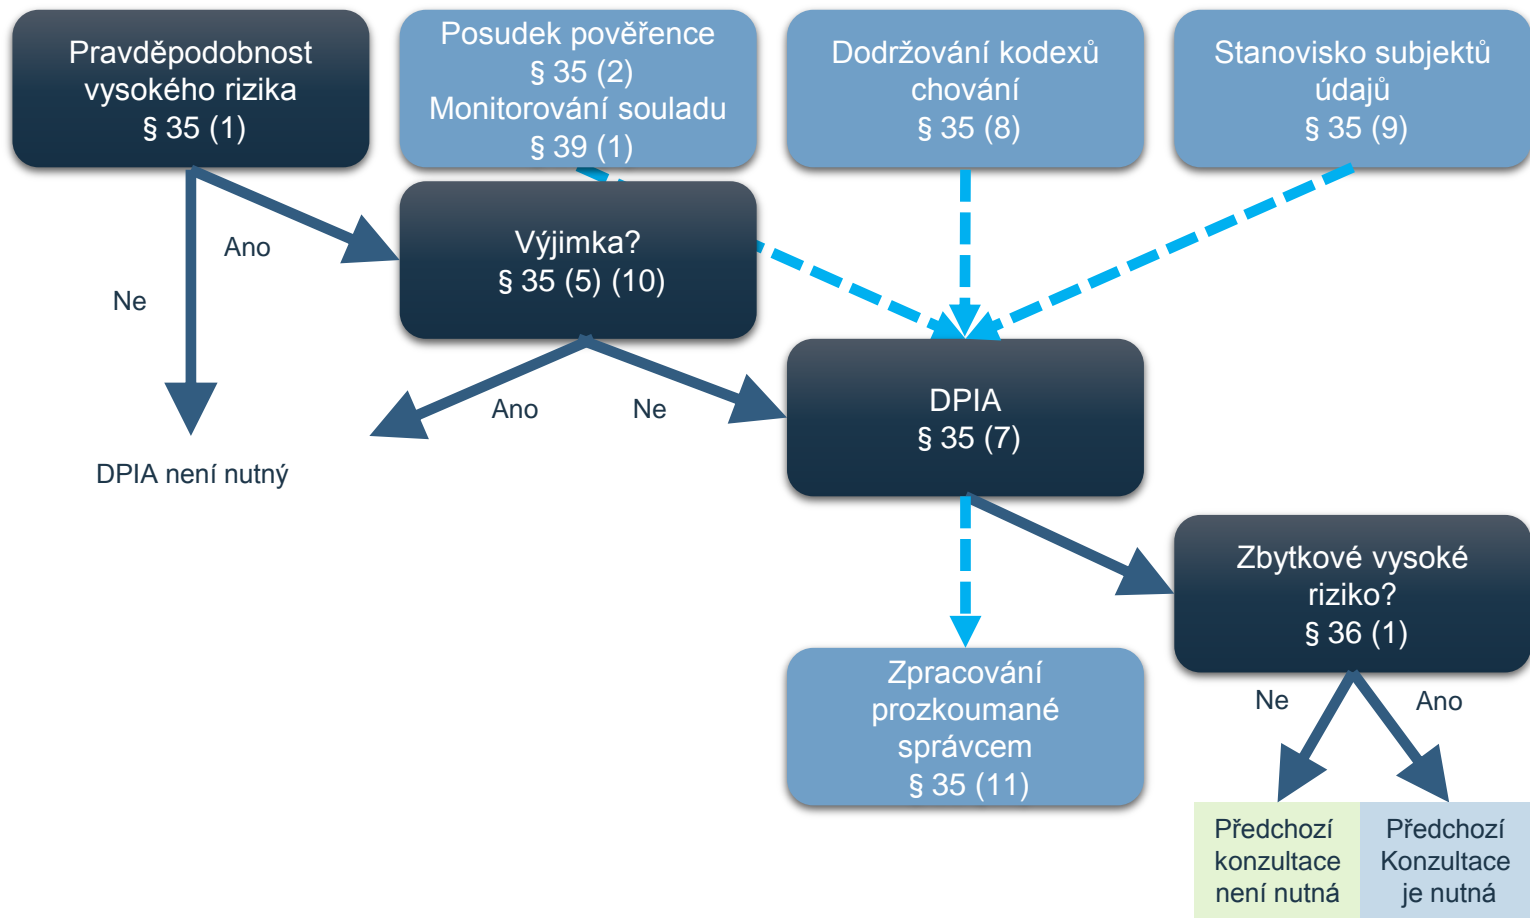 Pravděpodobnost
vysokého rizika
§ 35 (1)
Posudek pověřence
§ 35 (2)
Monitorování souladu
§ 39 (1)
Dodržování kodexů
chování
§ 35 (8)
Stanovisko subjektů
údajů
§ 35 (9)
Ano
Ne
Výjimka?
§ 35 (5) (10)
Ano
Ne
DPIA není nutný
DPIA
§ 35 (7)
Zbytkové vysoké
riziko?
§ 36 (1)
Zpracování
prozkoumané
správcem
§ 35 (11)
Ne
Ano
Předchozí
konzultace
není nutná
Předchozí
Konzultace
je nutná